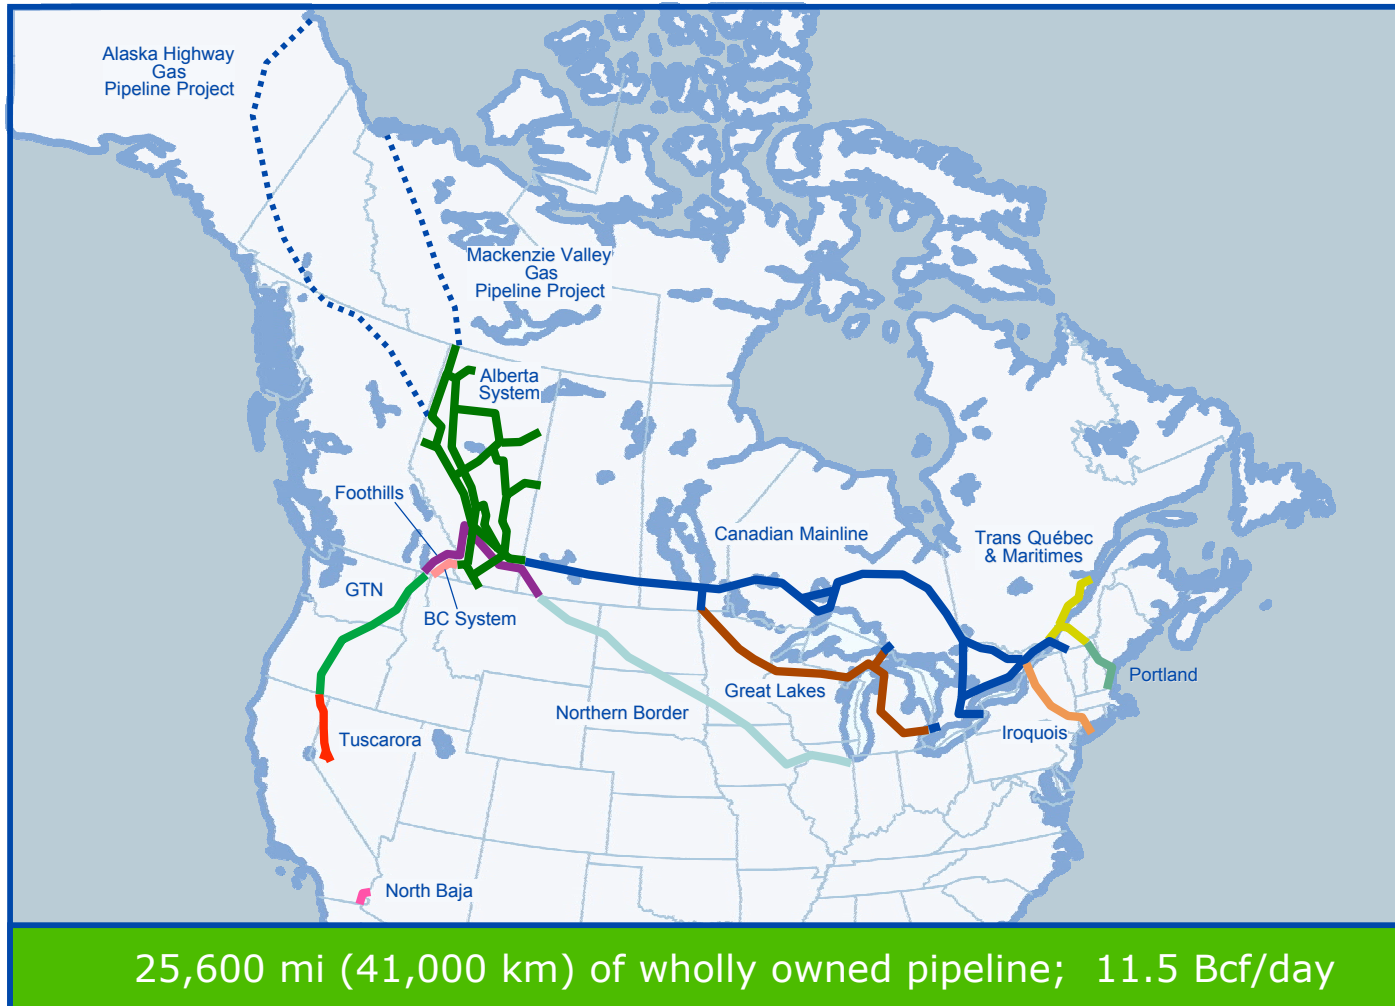 Alaska Highway
Gas
Pipeline Project
Mackenzie Valley
Gas
Pipeline Project
Alberta
System
Foothills
Canadian Mainline
Trans Québec
& Maritimes
GTN
BC System
Great Lakes
Portland
Northern Border
Iroquois
Tuscarora
North Baja
25,600 mi (41,000 km) of wholly owned pipeline; 11.5 Bcf/day